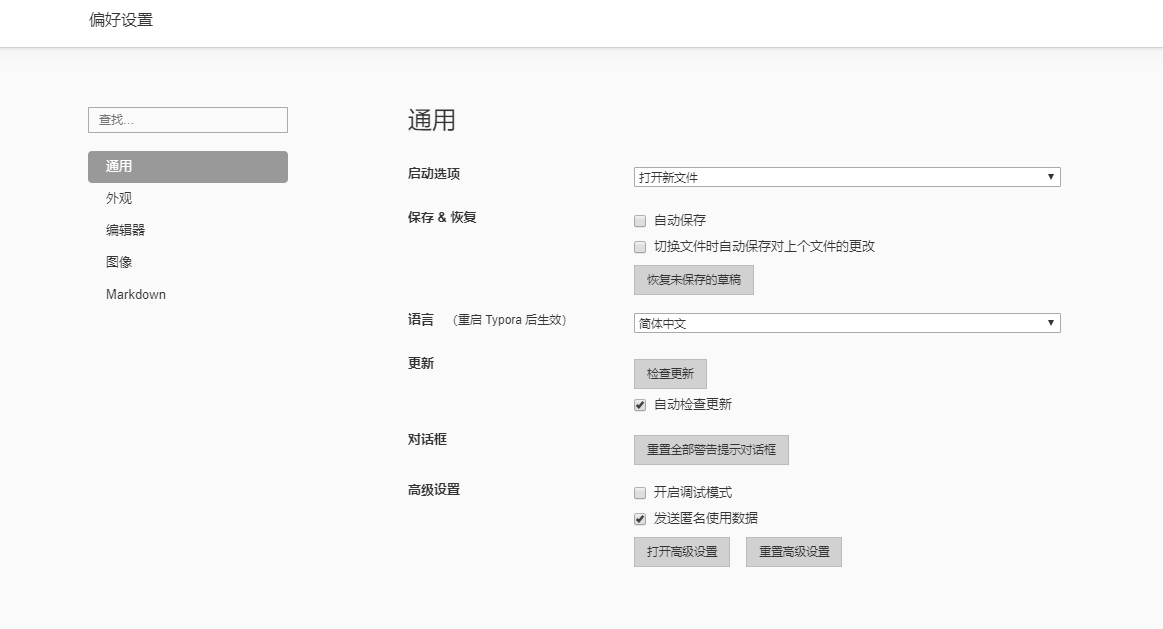 偏好设置
查找...
通用
外观
编辑器
图像
Markdown
通用
启动选项
打开新文件
保存 & 恢复
自动保存
切换文件时自动保存对上个文件的更改
恢复未保存的草稿
语言 （重启 Typora 后生效）
简体中文
更新
检查更新
自动检查更新
对话框
重置全部警告提示对话框
高级设置
开启调试模式
发送匿名使用数据
打开高级设置 重置高级设置